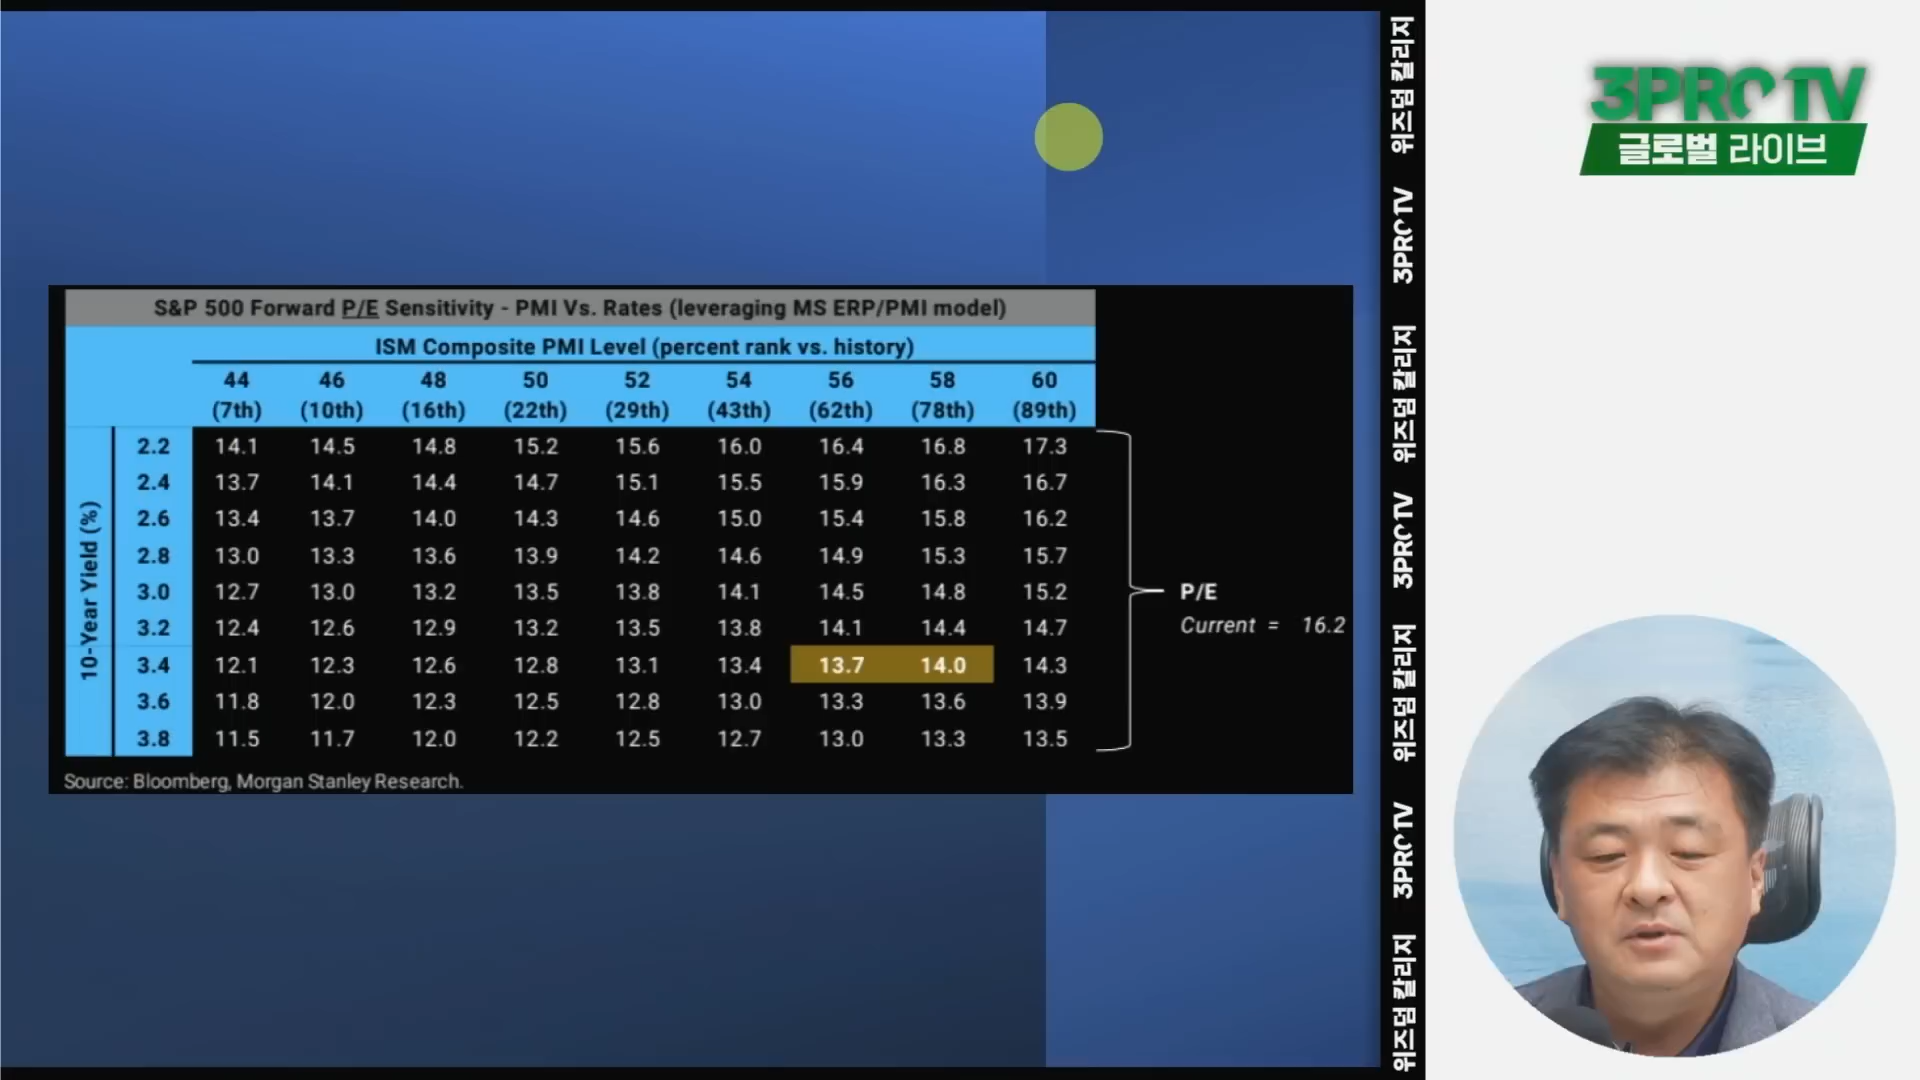 S&P 500 Forward P/E Sensitivity - PMI Vs. Rates (leveraging MS ERP/PMI model)
ISM Composite PMI Level (percent rank vs. history)
44 46 48 50 52 54 56 58 60
(7th) (10th) (16th) (22th) (29th) (43th) (62th) (78th) (89th)
10-Year Yield (%)
2.2 14.1 14.5 14.8 15.2 15.6 16.0 16.4 16.8 17.3
2.4 13.7 14.1 14.4 14.7 15.1 15.5 15.9 16.3 16.7
2.6 13.4 13.7 14.0 14.3 14.6 15.0 15.4 15.8 16.2
2.8 13.0 13.3 13.6 13.9 14.2 14.6 14.9 15.3 15.7
3.0 12.7 13.0 13.2 13.5 13.8 14.1 14.5 14.8 15.2
3.2 12.4 12.6 12.9 13.2 13.5 13.8 14.1 14.4 14.7
3.4 12.1 12.3 12.6 12.8 13.1 13.4 13.7 14.0 14.3
3.6 11.8 12.0 12.3 12.5 12.8 13.0 13.3 13.6 13.9
3.8 11.5 11.7 12.0 12.2 12.5 12.7 13.0 13.3 13.5
P/E
Current = 16.2
Source: Bloomberg, Morgan Stanley Research.
위즈덤 칼리지
3PROTV
위즈덤 칼리지
3PROTV
위즈덤 칼리지
3PROTV
위즈덤 칼리지
3PROTV
글로벌 라이브